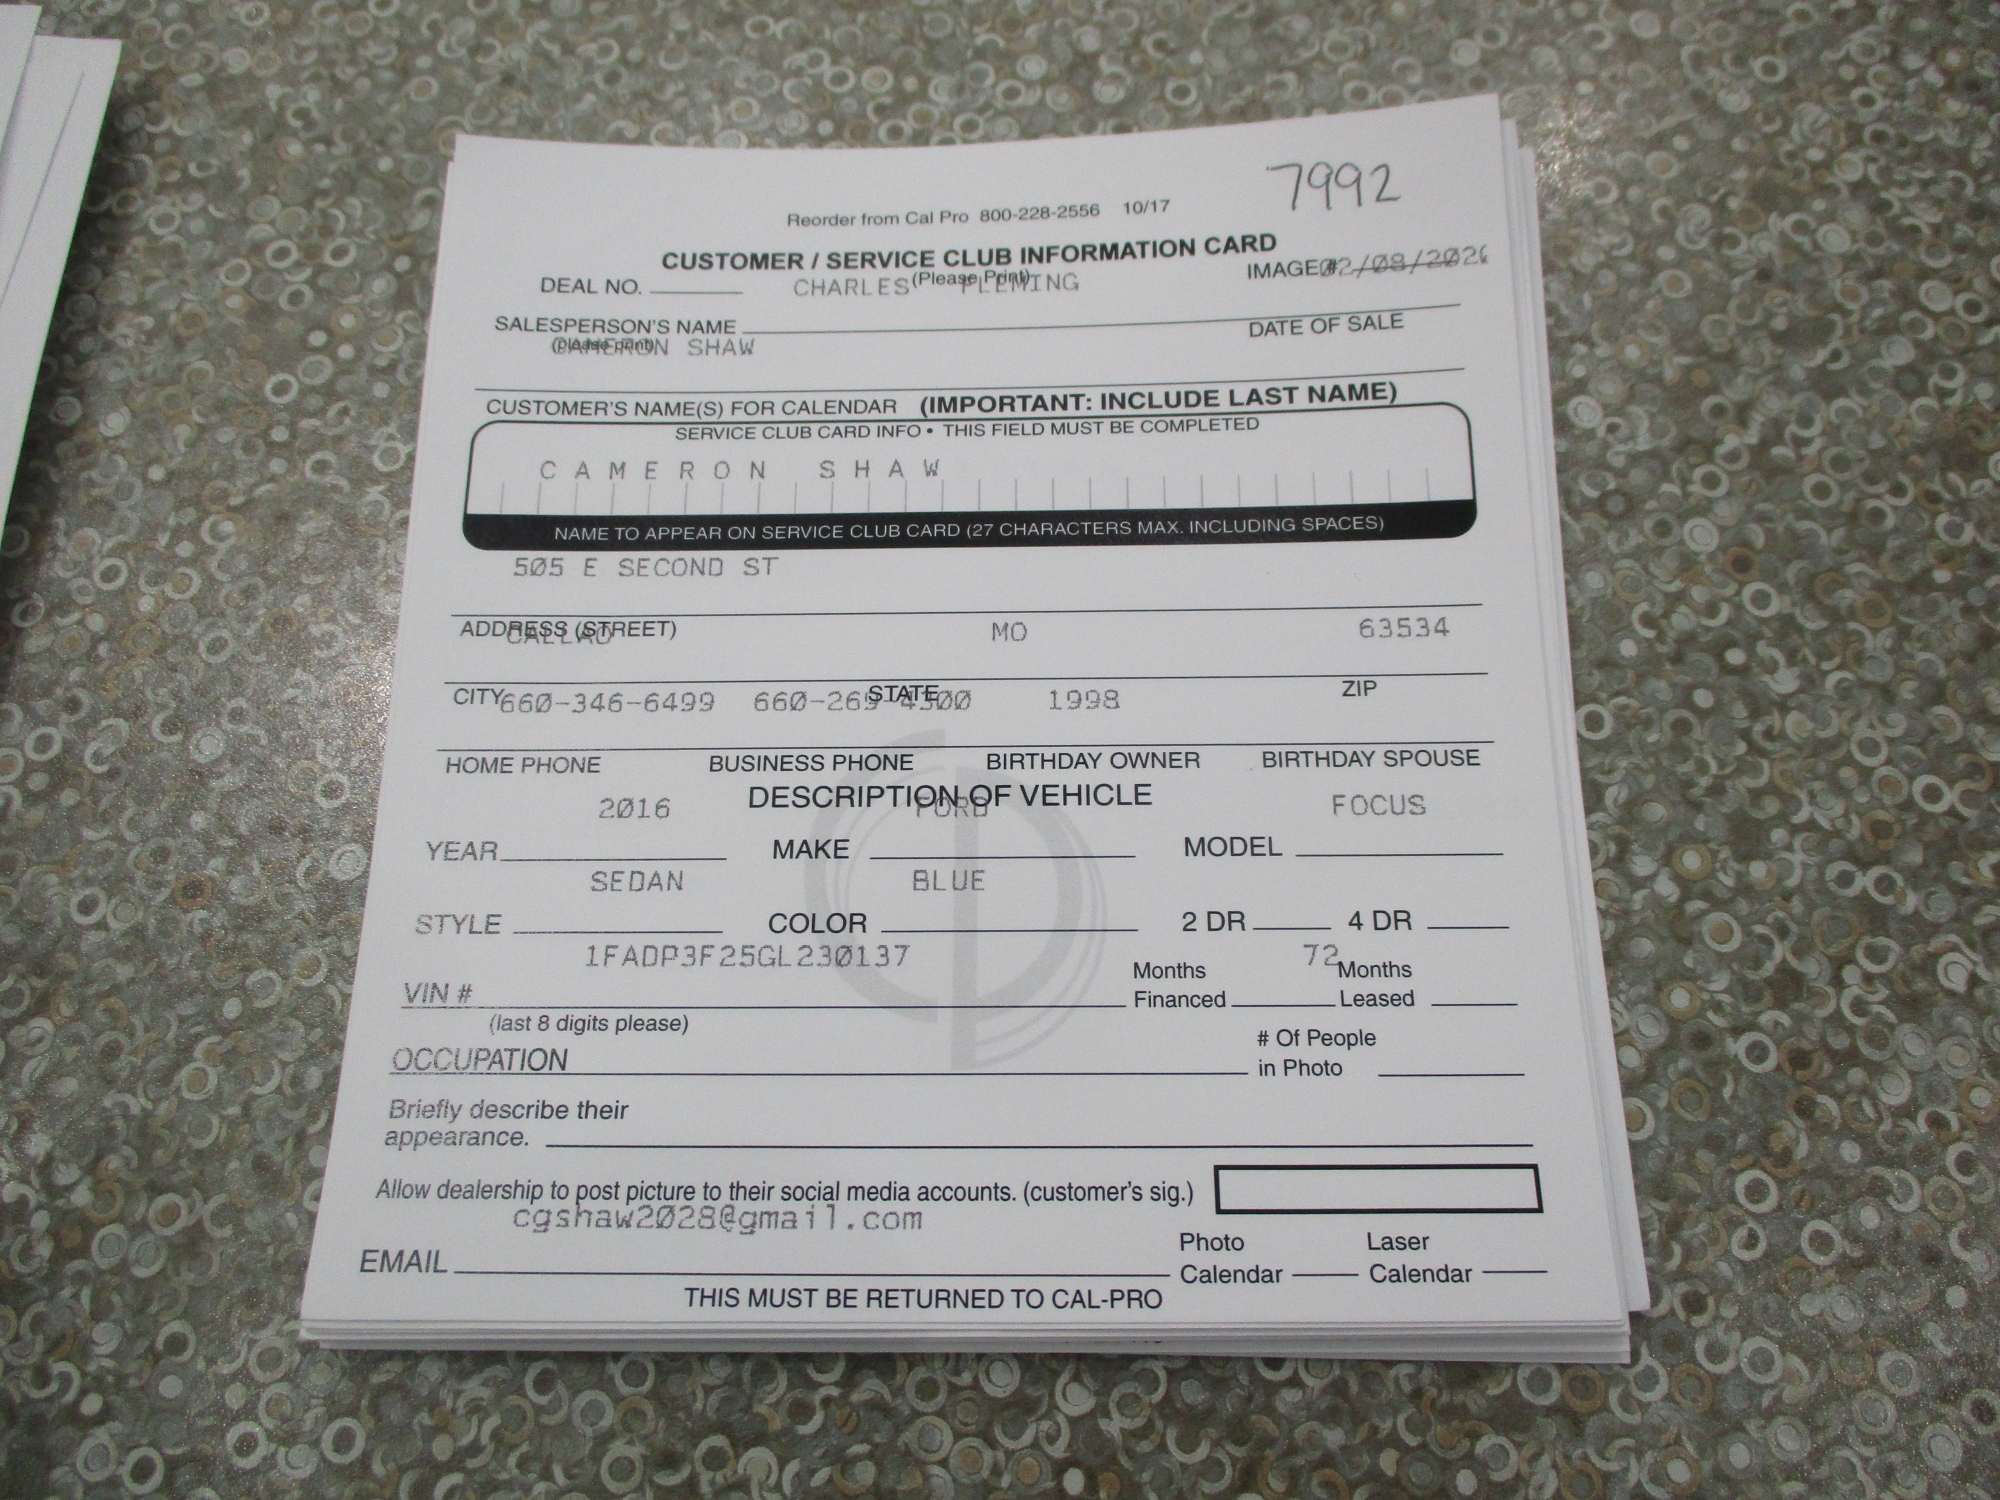 7992
Reorder from Cal Pro 800-228-2556 10/17
CUSTOMER / SERVICE CLUB INFORMATION CARD
(Please Print)
DEAL NO. CHARLES FLEMING IMAGE # 02/08/2026
SALESPERSON'S NAME DATE OF SALE
(please print)
CAMERON SHAW
CUSTOMER'S NAME(S) FOR CALENDAR (IMPORTANT: INCLUDE LAST NAME)
SERVICE CLUB CARD INFO • THIS FIELD MUST BE COMPLETED
CAMERON SHAW
NAME TO APPEAR ON SERVICE CLUB CARD (27 CHARACTERS MAX. INCLUDING SPACES)
505 E SECOND ST
ADDRESS (STREET)
CALLAO MO 63534
CITY STATE ZIP
660-346-6499 660-269-4300 1998
HOME PHONE BUSINESS PHONE BIRTHDAY OWNER BIRTHDAY SPOUSE
DESCRIPTION OF VEHICLE
2016 FORD FOCUS
YEAR MAKE MODEL
SEDAN BLUE
STYLE COLOR 2 DR 4 DR
1FADP3F25GL230137 72
VIN # Months Financed Months Leased
(last 8 digits please)
OCCUPATION # Of People in Photo
Briefly describe their
appearance.
Allow dealership to post picture to their social media accounts. (customer's sig.)
cgshaw2028@gmail.com
EMAIL Photo Calendar Laser Calendar
THIS MUST BE RETURNED TO CAL-PRO